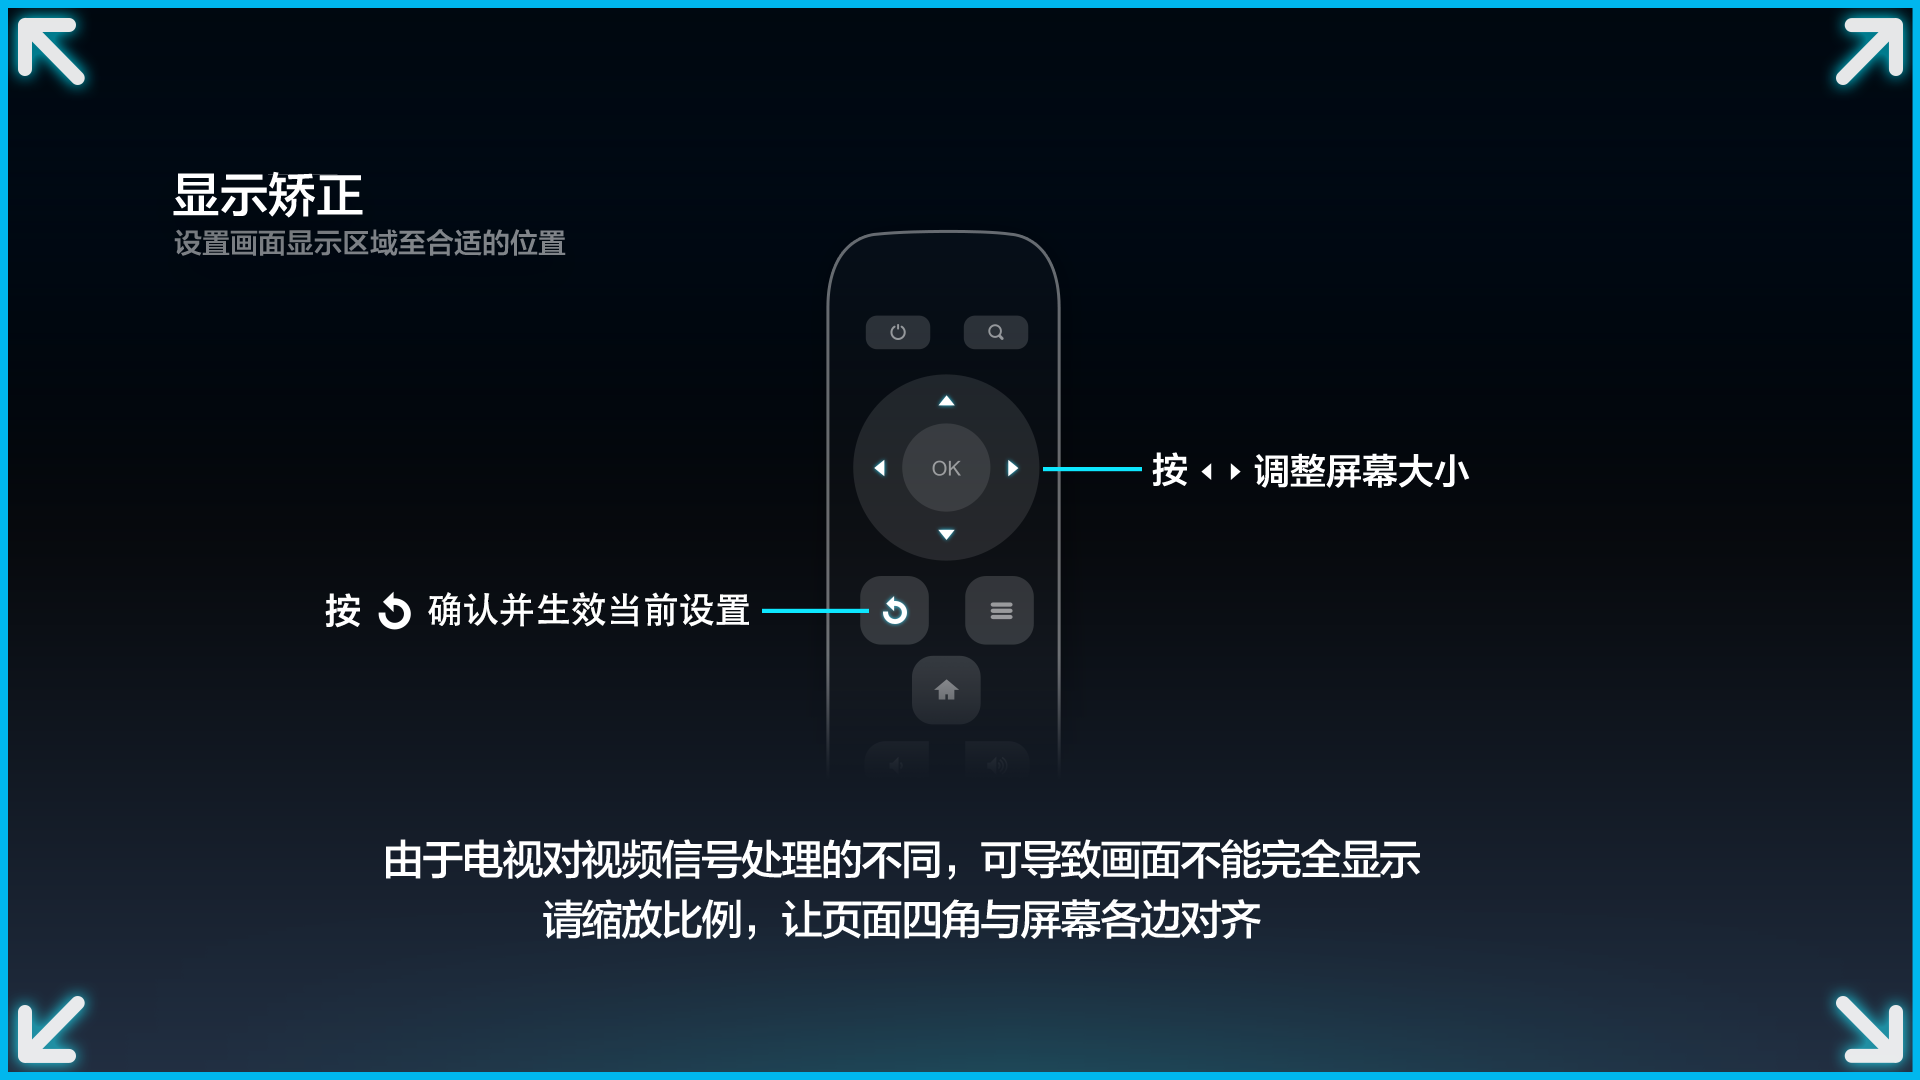 显示矫正
设置画面显示区域至合适的位置
OK
按 调整屏幕大小
按 确认并生效当前设置
由于电视对视频信号处理的不同，可导致画面不能完全显示
请缩放比例，让页面四角与屏幕各边对齐